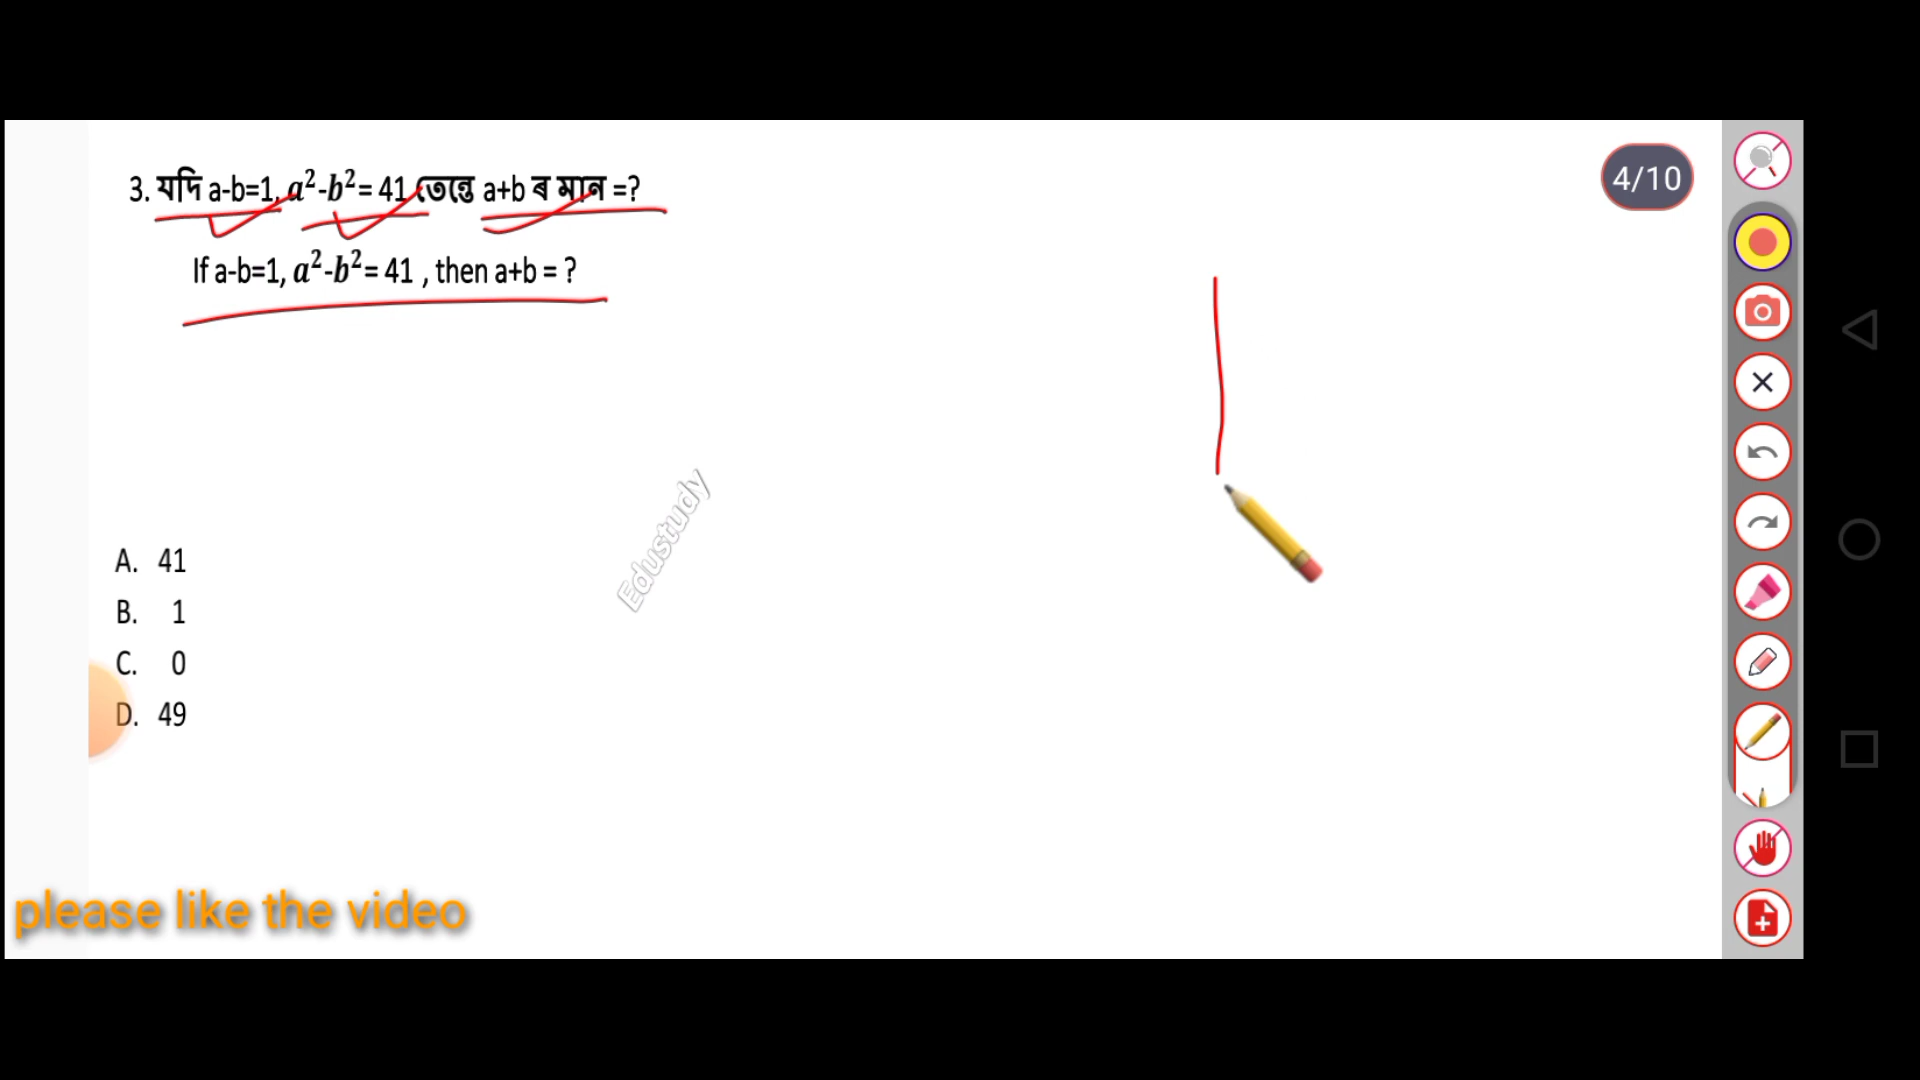 4/10
3. যদি a-b=1, a²-b²= 41 তেন্তে a+b ৰ মান =?
If a-b=1, a²-b²= 41 , then a+b = ?
Edustudy
A. 41
B. 1
C. 0
D. 49
please like the video